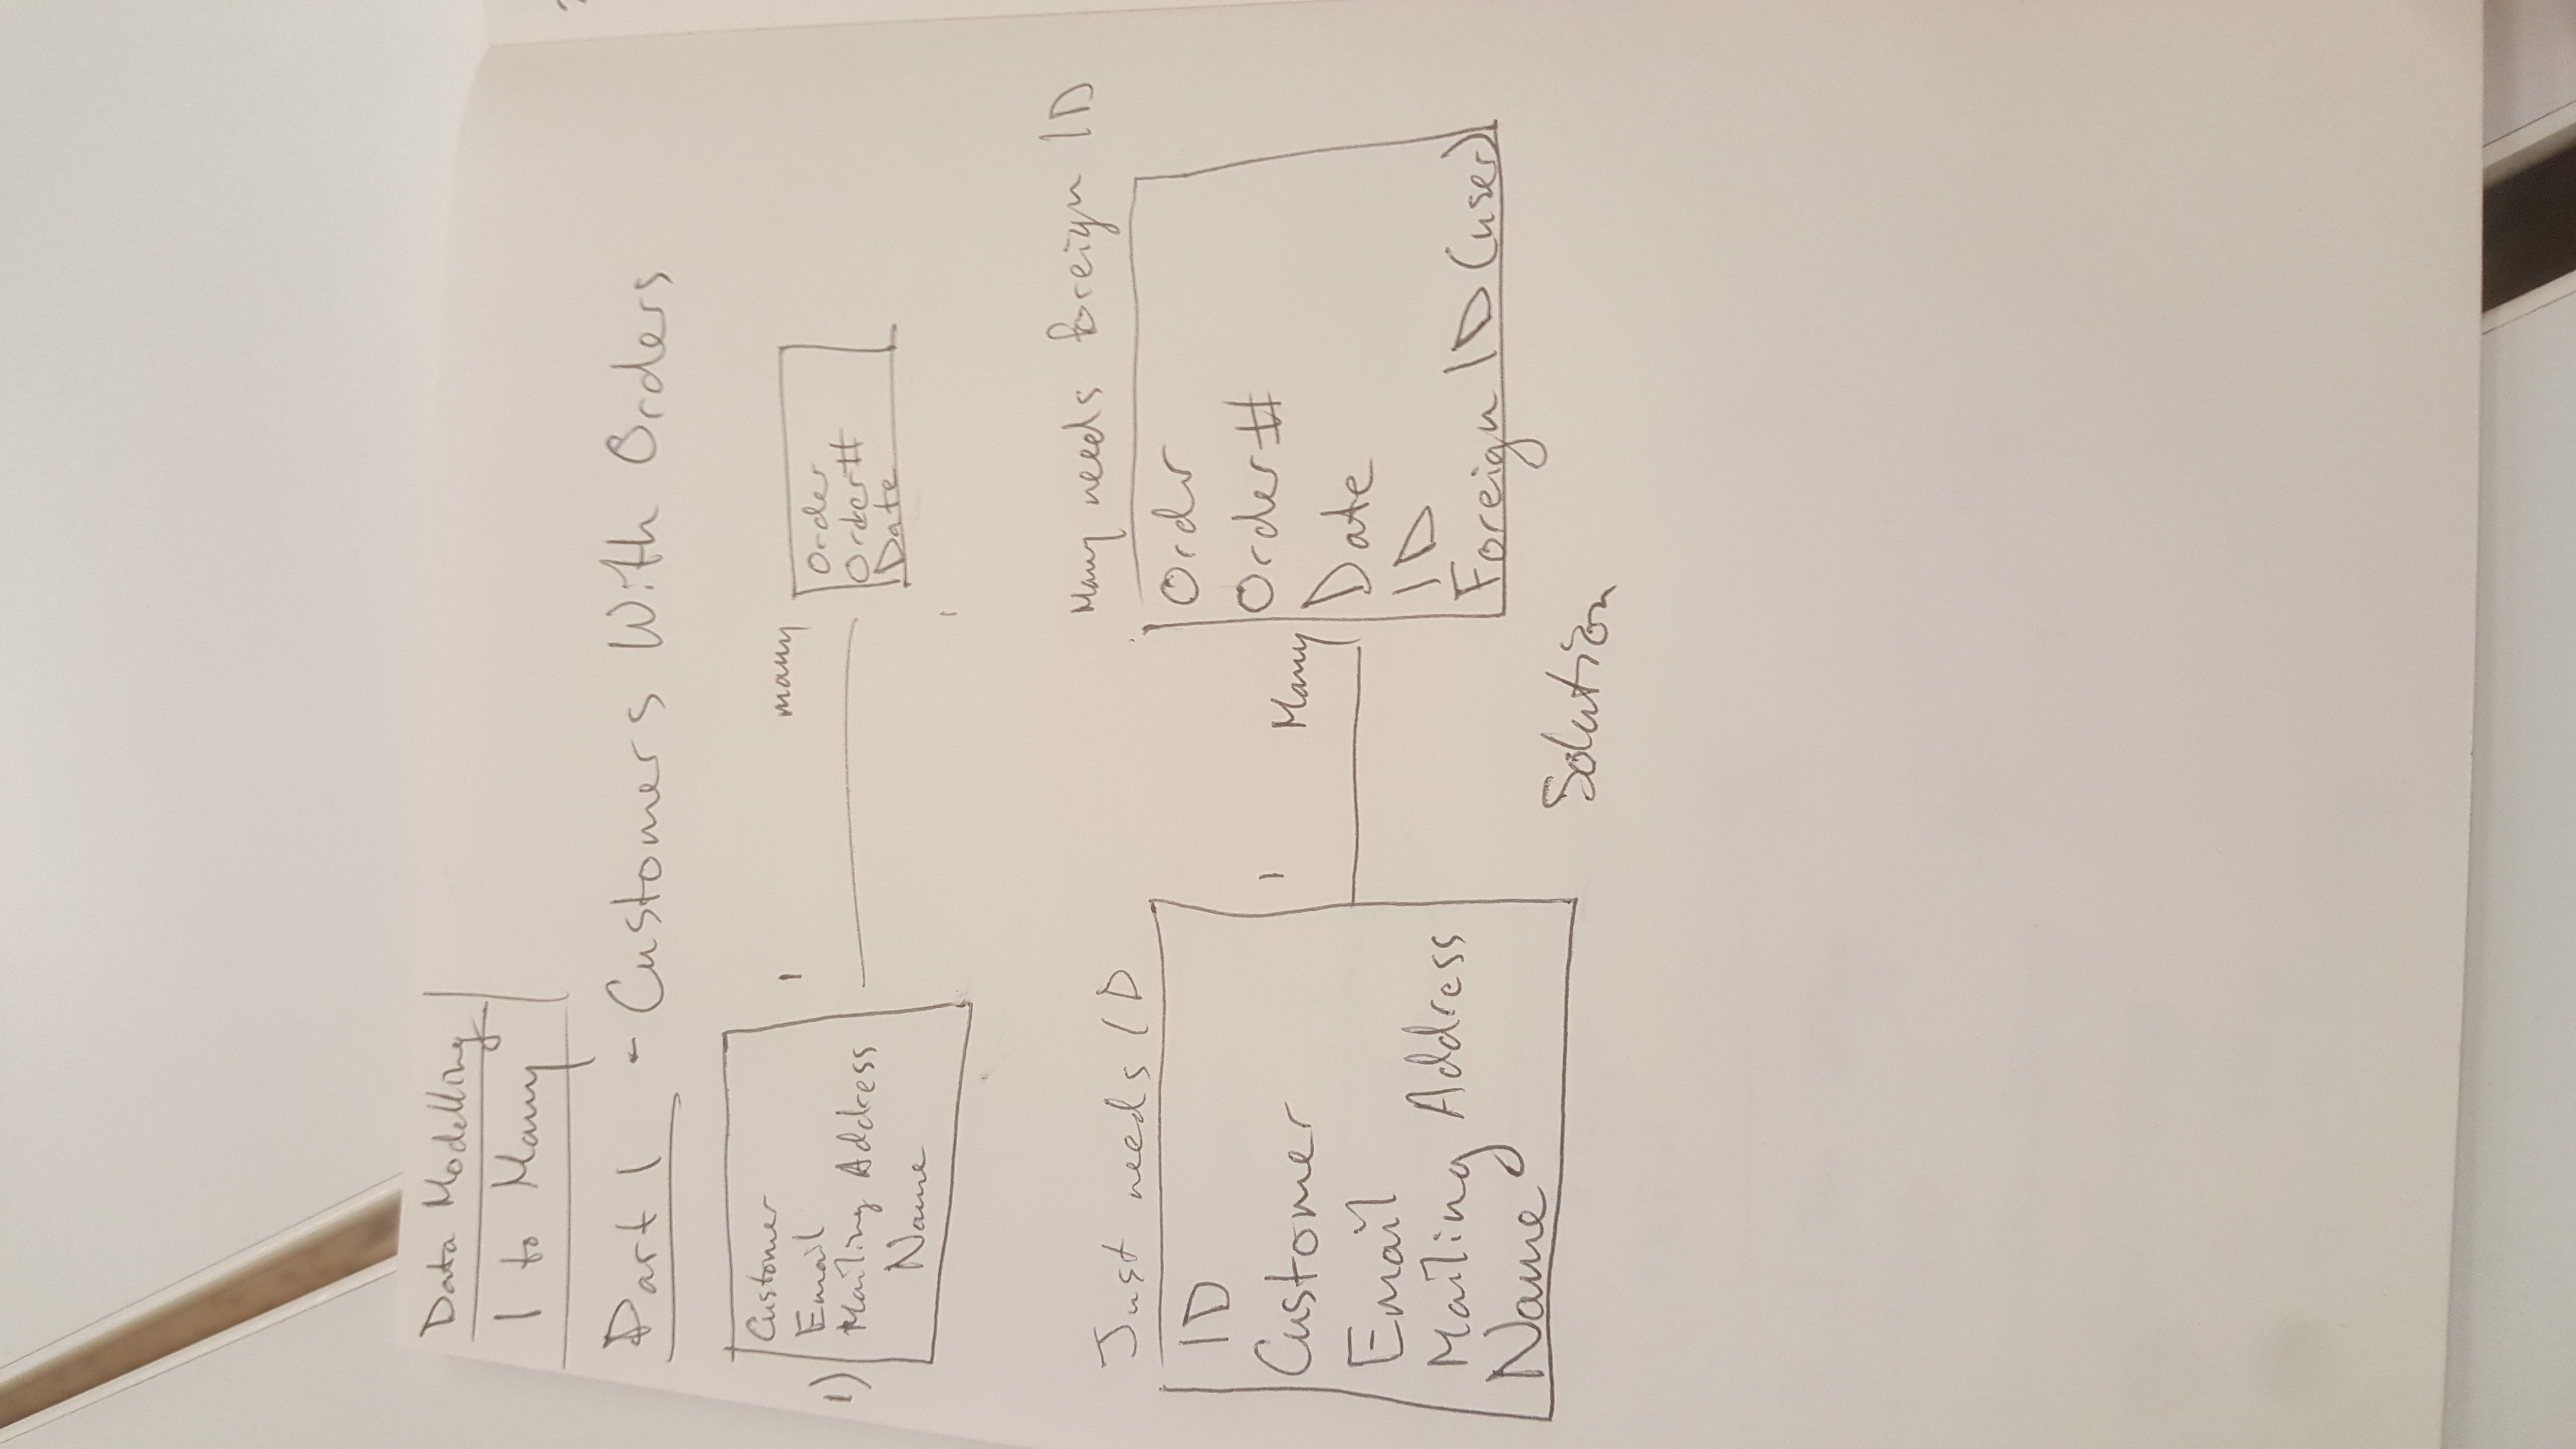 Data Modelling
1 to Many
Part 1 - Customers With Orders
1)
Customer
Email
Mailing Address
Name
1
many
Order
Order#
Date
Just needs ID
ID
Customer
Email
Mailing Address
Name
1
Many
Many needs foreign ID
Order
Order#
Date
ID
Foreign ID (user)
Solution